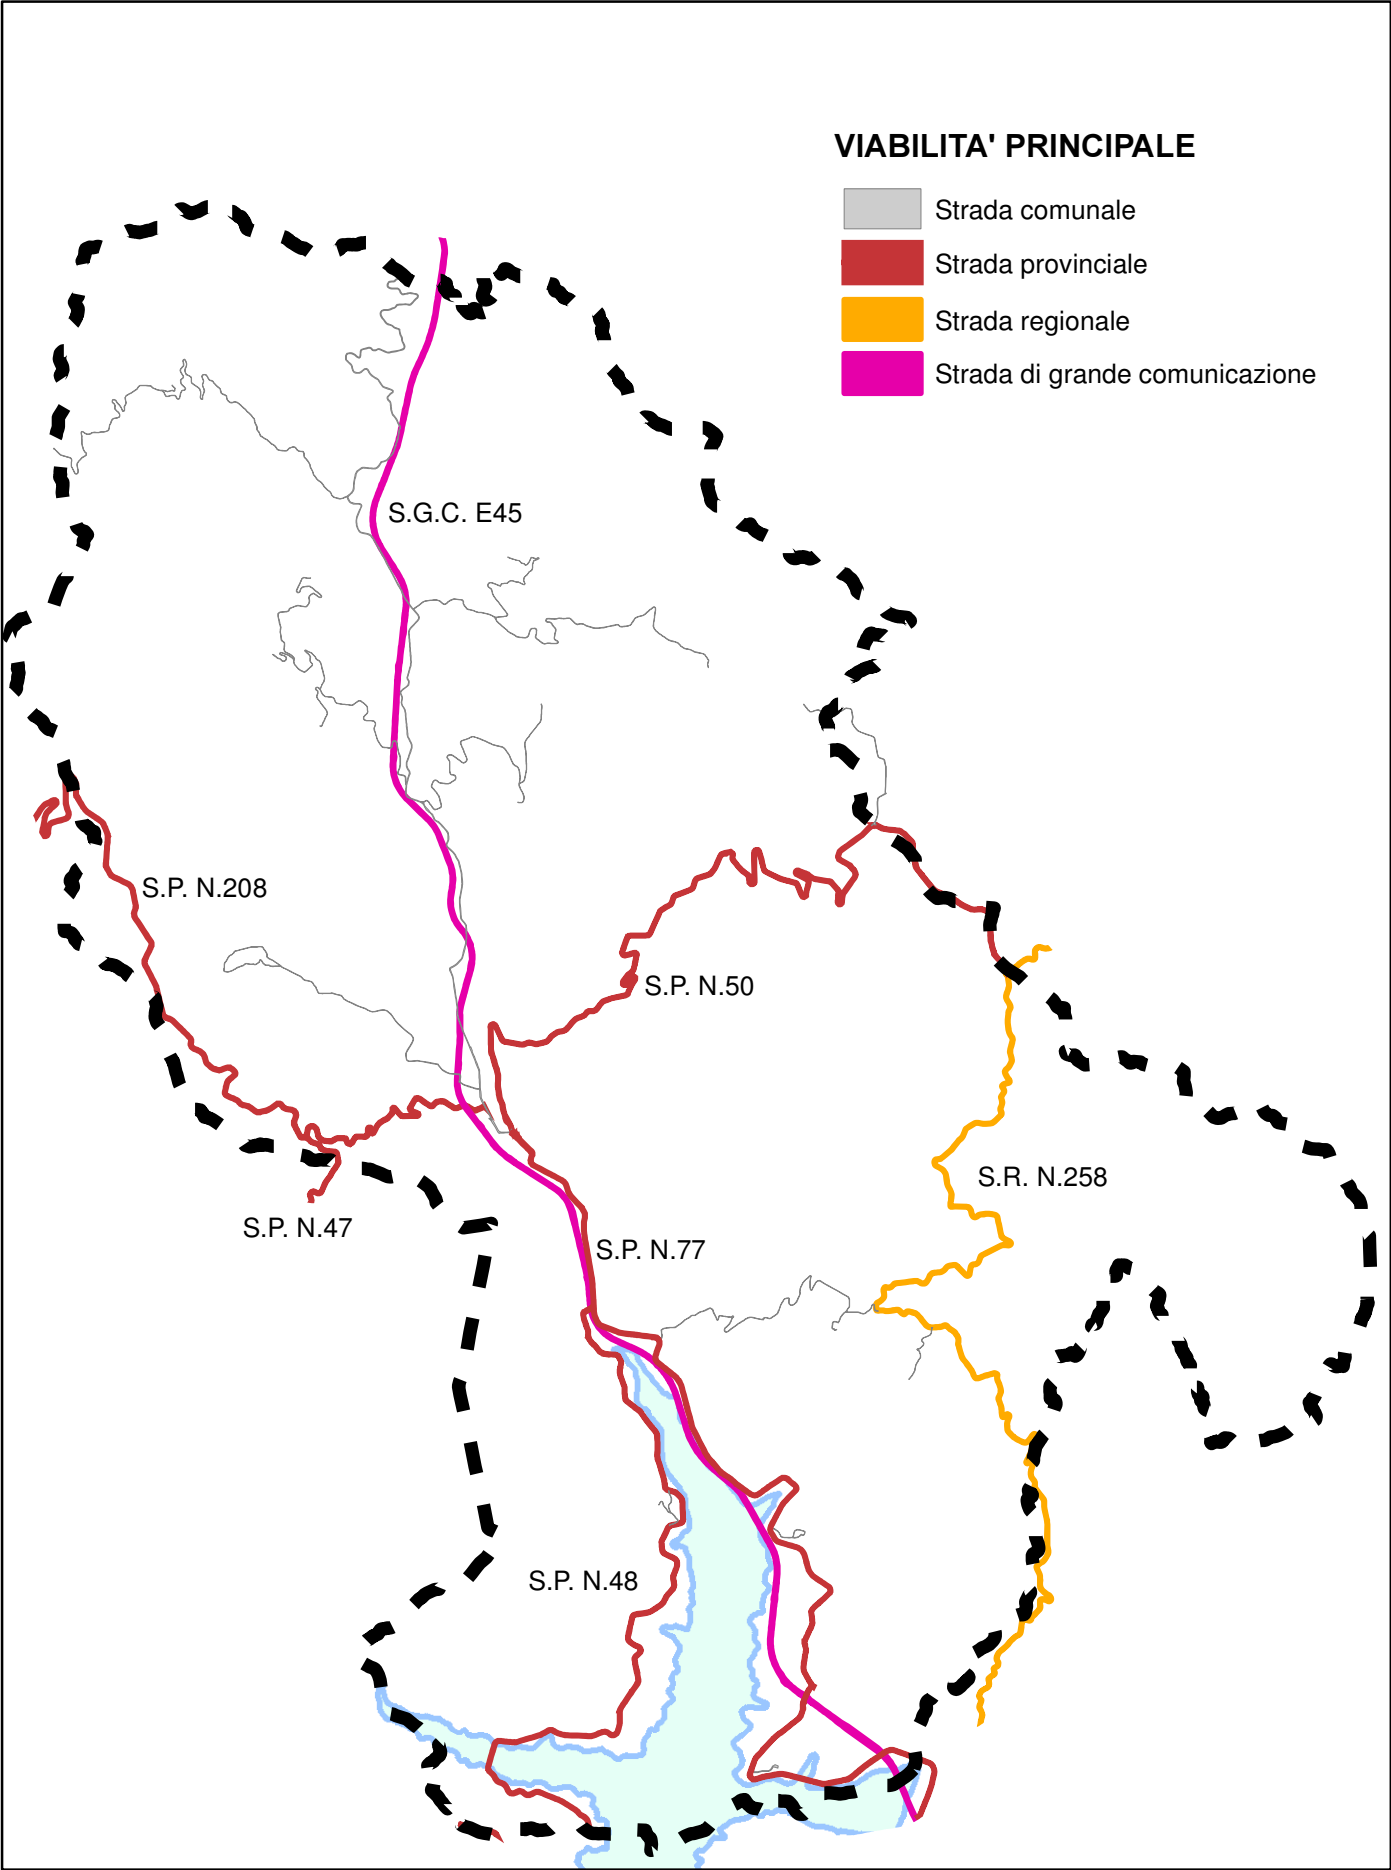 VIABILITA' PRINCIPALE
Strada comunale
Strada provinciale
Strada regionale
Strada di grande comunicazione
S.G.C. E45
S.P. N.208
S.P. N.50
S.R. N.258
S.P. N.47
S.P. N.77
S.P. N.48